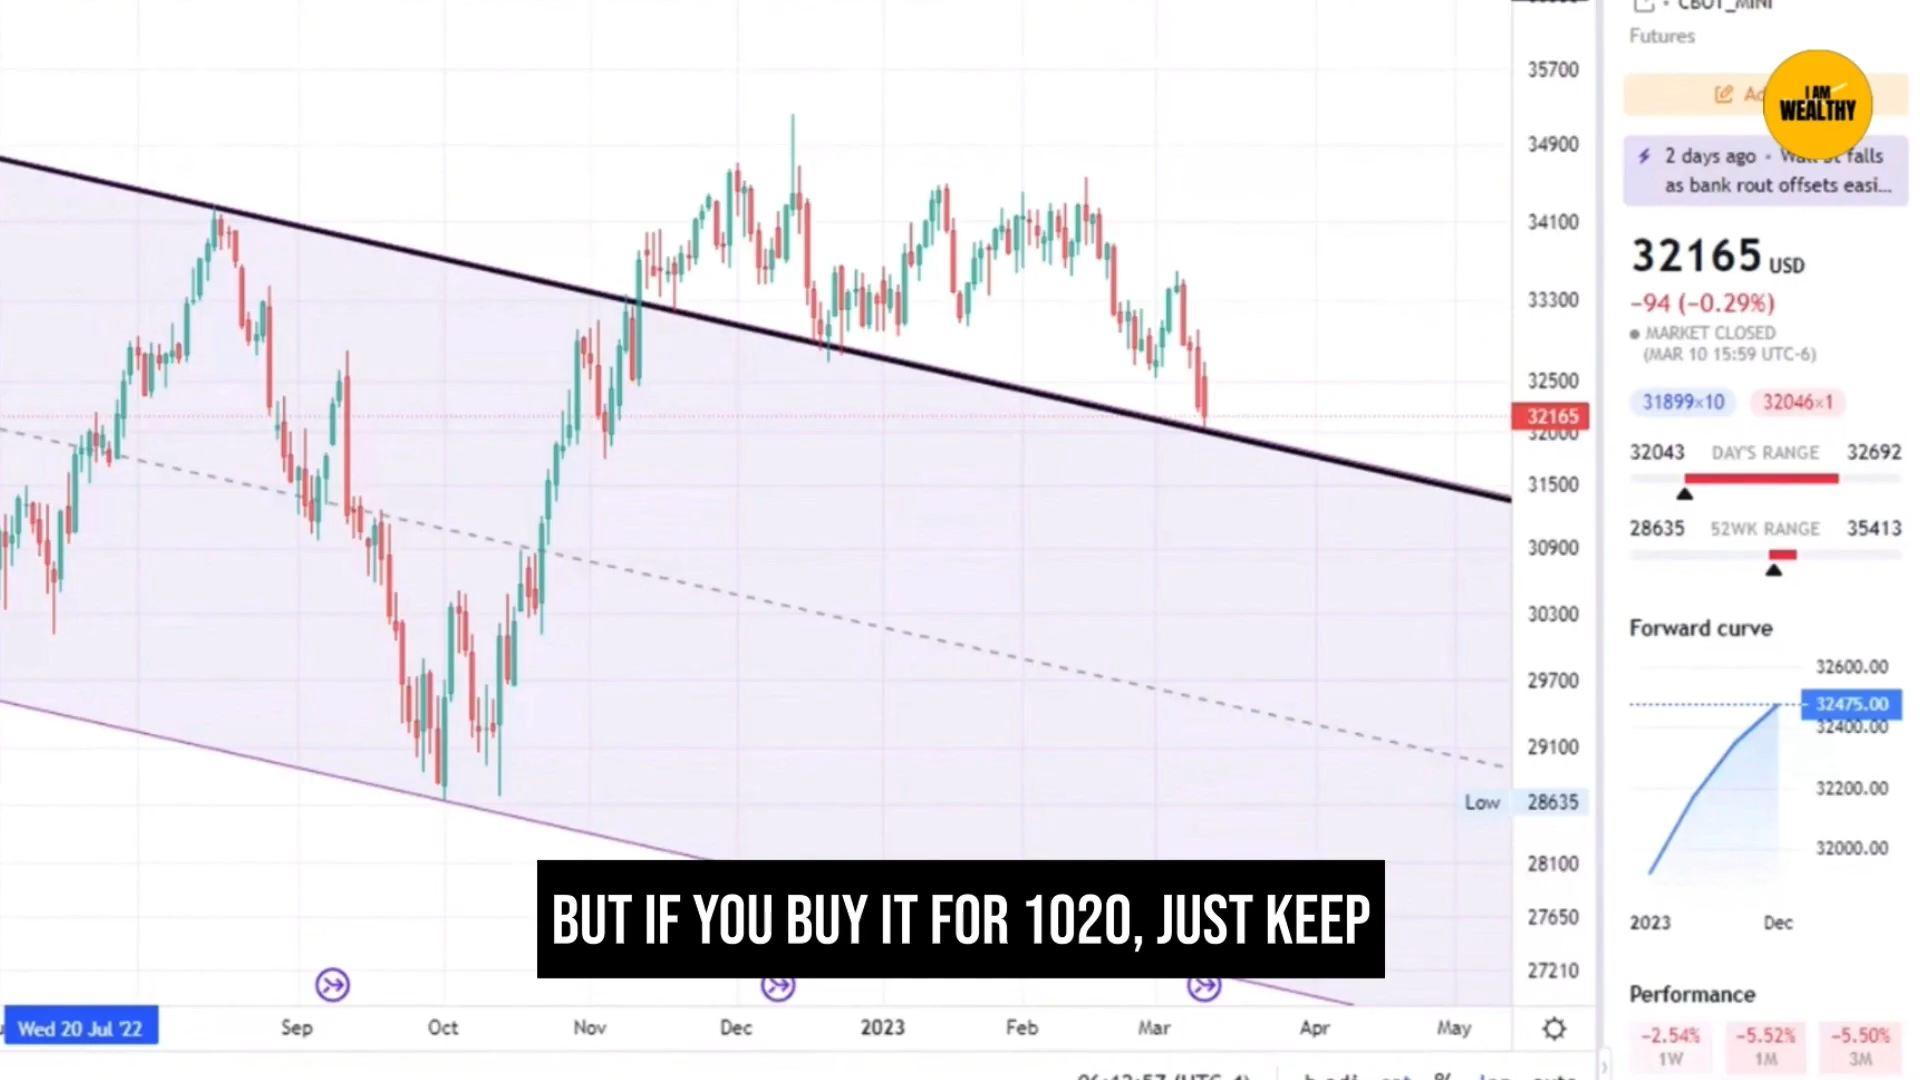 CBOT_MINI
Futures
I AM
WEALTHY
2 days ago • Wall St falls
as bank rout offsets easi...
32165 USD
−94 (−0.29%)
MARKET CLOSED
(MAR 10 15:59 UTC-6)
31899×10 32046×1
32043 DAY'S RANGE 32692
28635 52WK RANGE 35413
Forward curve
32600.00
32475.00
32400.00
32200.00
32000.00
2023 Dec
Performance
−2.54% −5.52% −5.50%
1W 1M 3M
35700
34900
34100
33300
32500
32165
32000
31500
30900
30300
29700
29100
Low 28635
28100
27650
27210
BUT IF YOU BUY IT FOR 1020, JUST KEEP
Wed 20 Jul '22 Sep Oct Nov Dec 2023 Feb Mar Apr May